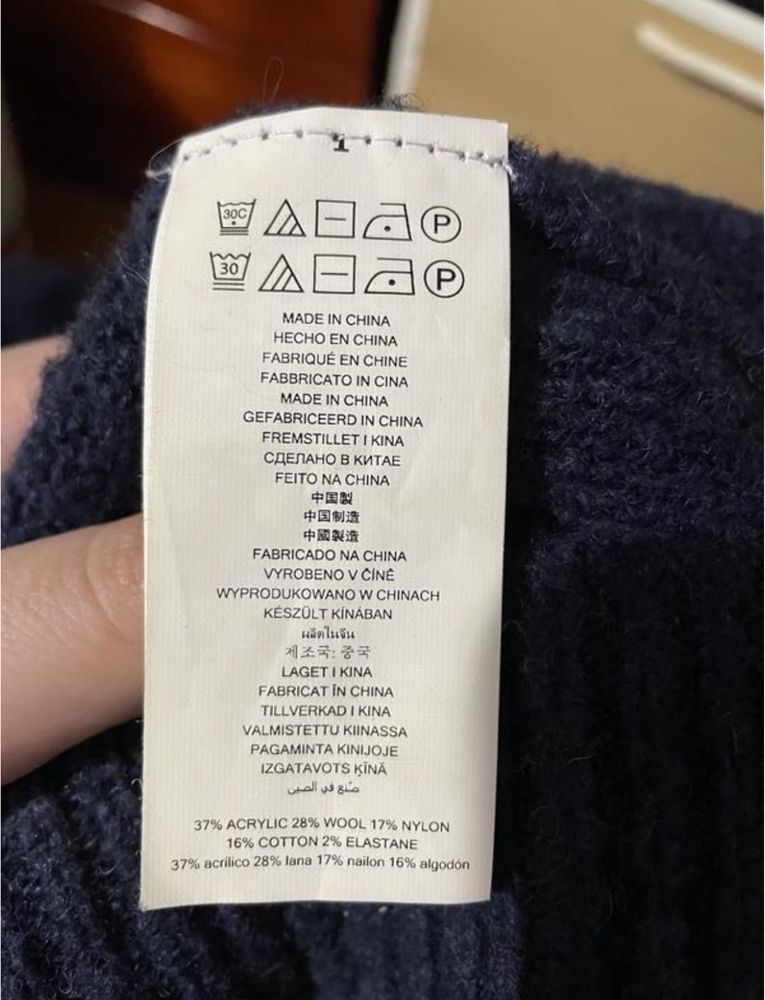 1
30C
P
30
P
MADE IN CHINA
HECHO EN CHINA
FABRIQUÉ EN CHINE
FABBRICATO IN CINA
MADE IN CHINA
GEFABRICEERD IN CHINA
FREMSTILLET I KINA
СДЕЛАНО В КИТАЕ
FEITO NA CHINA
中国製
中国制造
中國製造
FABRICADO NA CHINA
VYROBENO V ČÍNĚ
WYPRODUKOWANO W CHINACH
KÉSZÜLT KÍNÁBAN
ผลิตในจีน
제조국: 중국
LAGET I KINA
FABRICAT ÎN CHINA
TILLVERKAD I KINA
VALMISTETTU KIINASSA
PAGAMINTA KINIJOJE
IZGATAVOTS ĶĪNĀ
صُنع في الصين
37% ACRYLIC 28% WOOL 17% NYLON
16% COTTON 2% ELASTANE
37% acrílico 28% lana 17% nailon 16% algodón